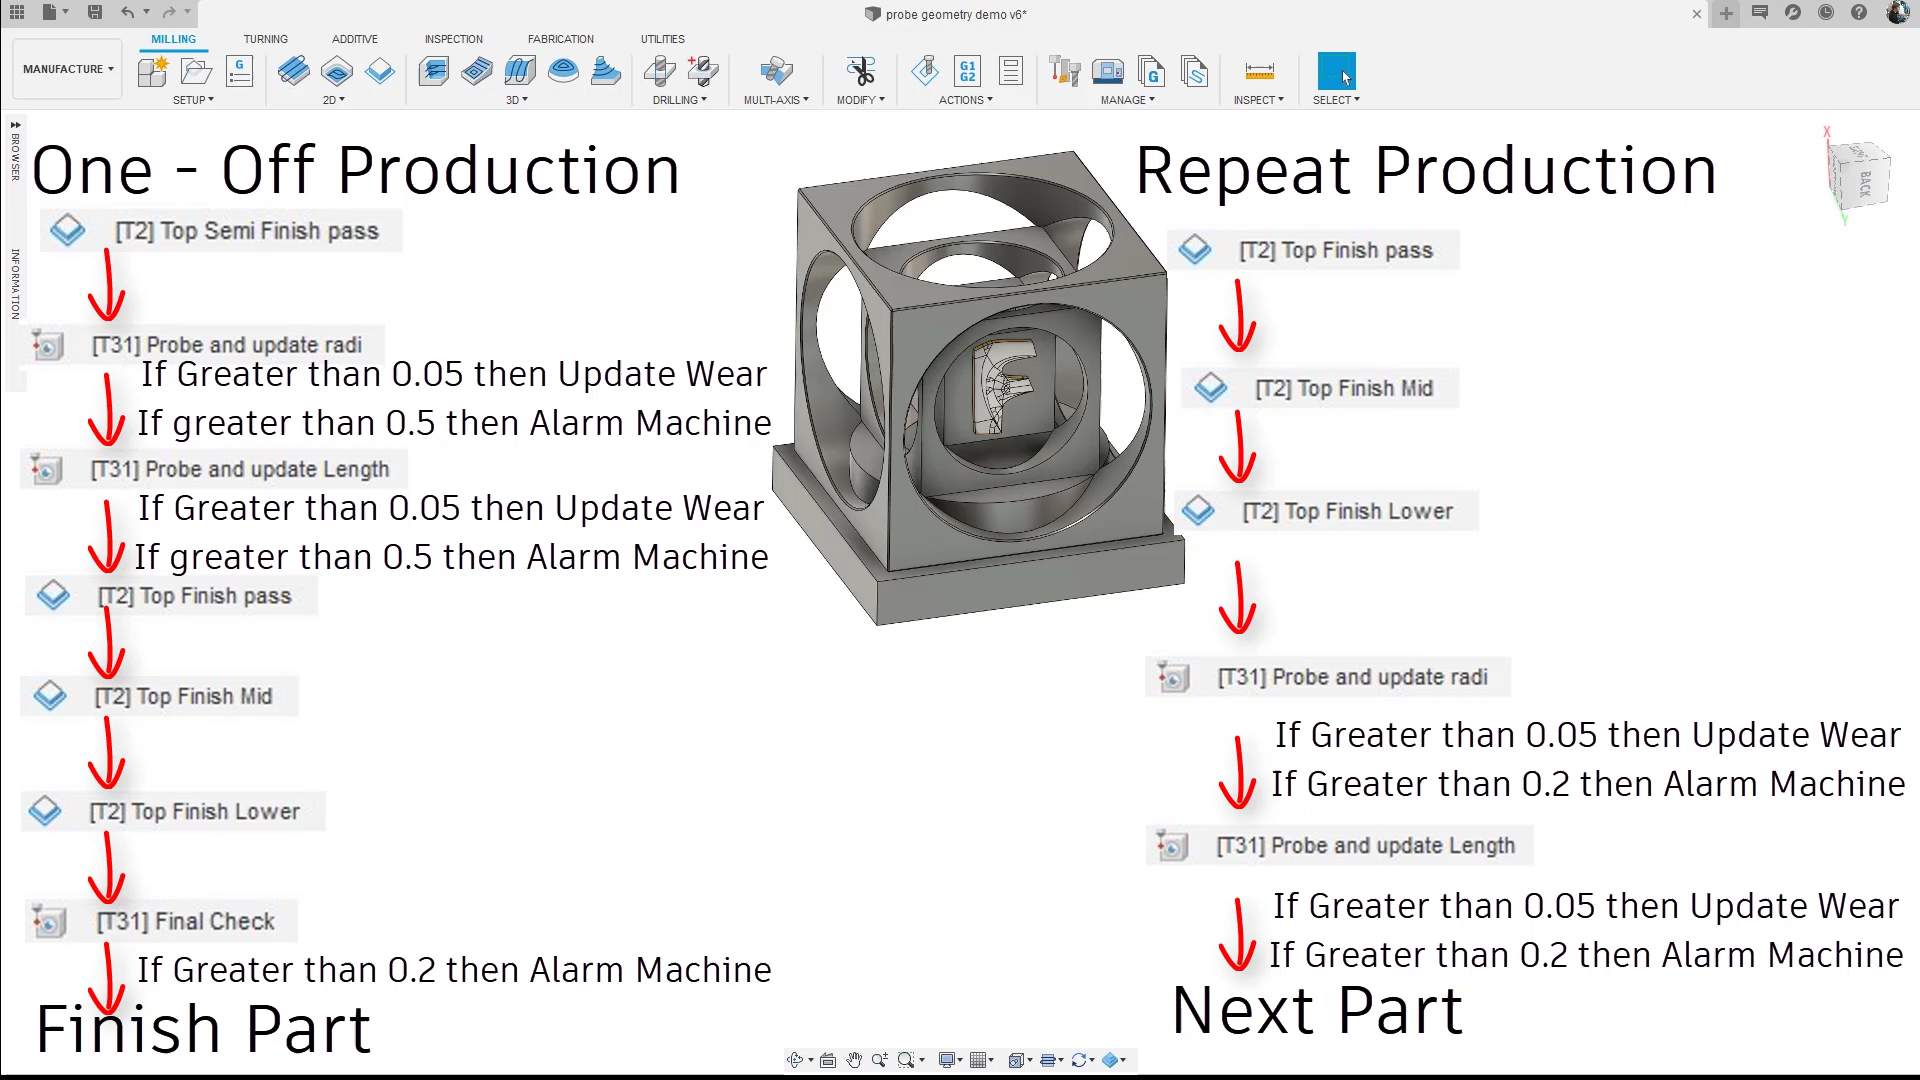 probe geometry demo v6*
MILLING TURNING ADDITIVE INSPECTION FABRICATION UTILITIES
MANUFACTURE
G
G1
G2
G
S
SETUP 2D 3D DRILLING MULTI-AXIS MODIFY ACTIONS MANAGE INSPECT SELECT
BROWSER
INFORMATION
One - Off Production
[T2] Top Semi Finish pass
[T31] Probe and update radi
If Greater than 0.05 then Update Wear
If greater than 0.5 then Alarm Machine
[T31] Probe and update Length
If Greater than 0.05 then Update Wear
If greater than 0.5 then Alarm Machine
[T2] Top Finish pass
[T2] Top Finish Mid
[T2] Top Finish Lower
[T31] Final Check
If Greater than 0.2 then Alarm Machine
Finish Part
F
Repeat Production
[T2] Top Finish pass
[T2] Top Finish Mid
[T2] Top Finish Lower
[T31] Probe and update radi
If Greater than 0.05 then Update Wear
If Greater than 0.2 then Alarm Machine
[T31] Probe and update Length
If Greater than 0.05 then Update Wear
If Greater than 0.2 then Alarm Machine
Next Part
X
BACK
Y